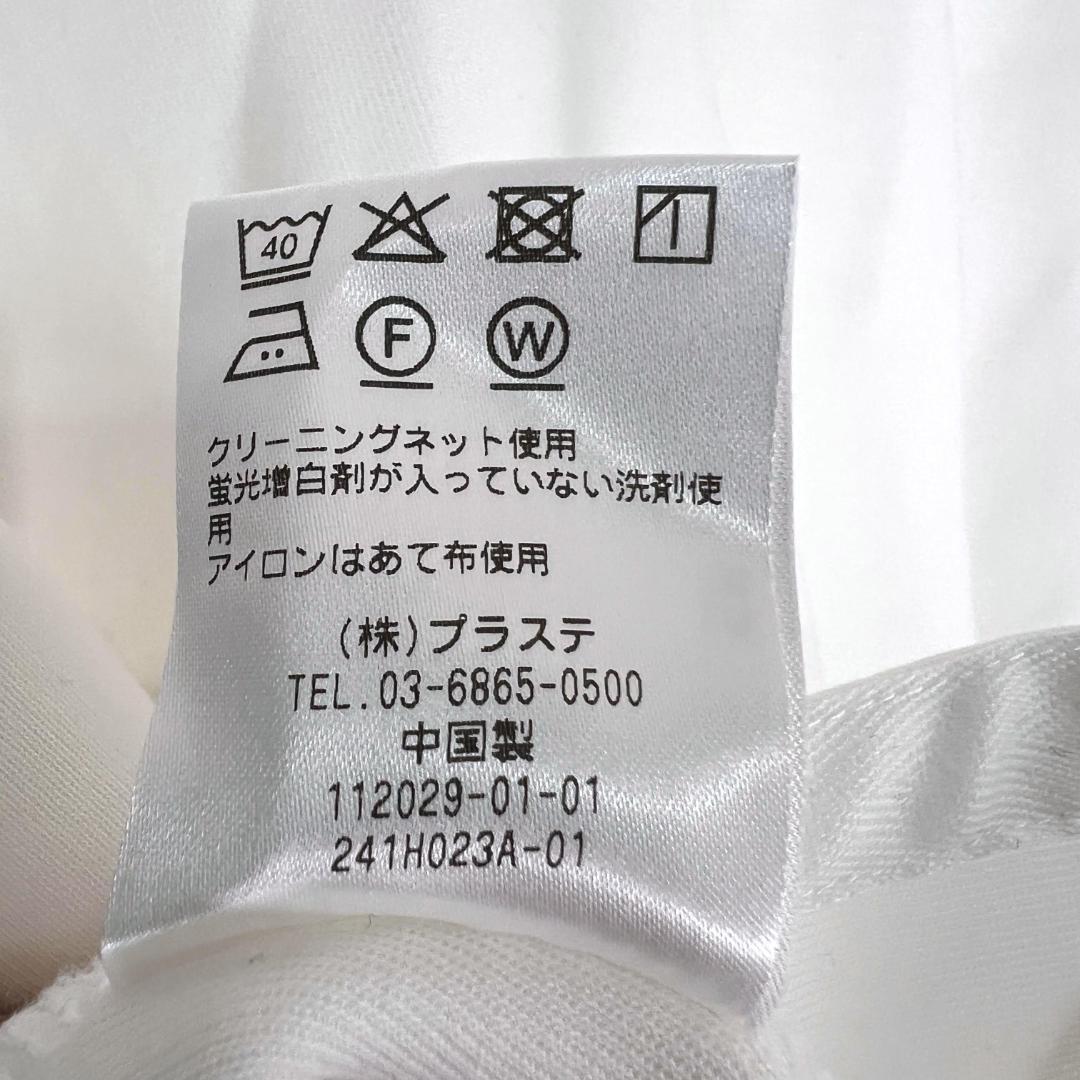 40
F W
クリーニングネット使用
蛍光増白剤が入っていない洗剤使
用
アイロンはあて布使用
(株)プラステ
TEL.03-6865-0500
中国製
112029-01-01
241H023A-01